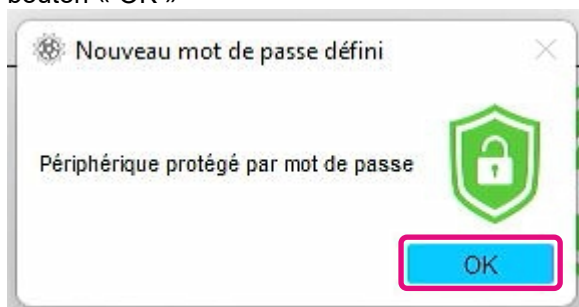 bouton « OK »
Nouveau mot de passe défini
Périphérique protégé par mot de passe
OK